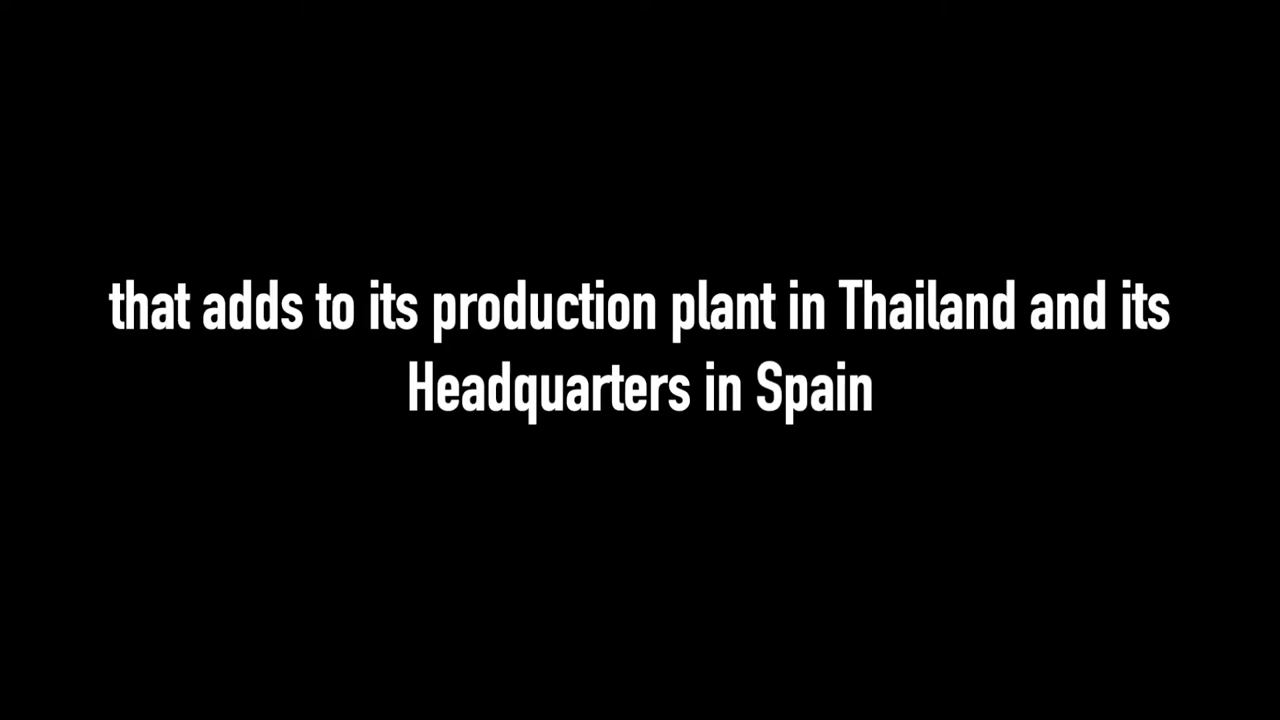 that adds to its production plant in Thailand and its
Headquarters in Spain